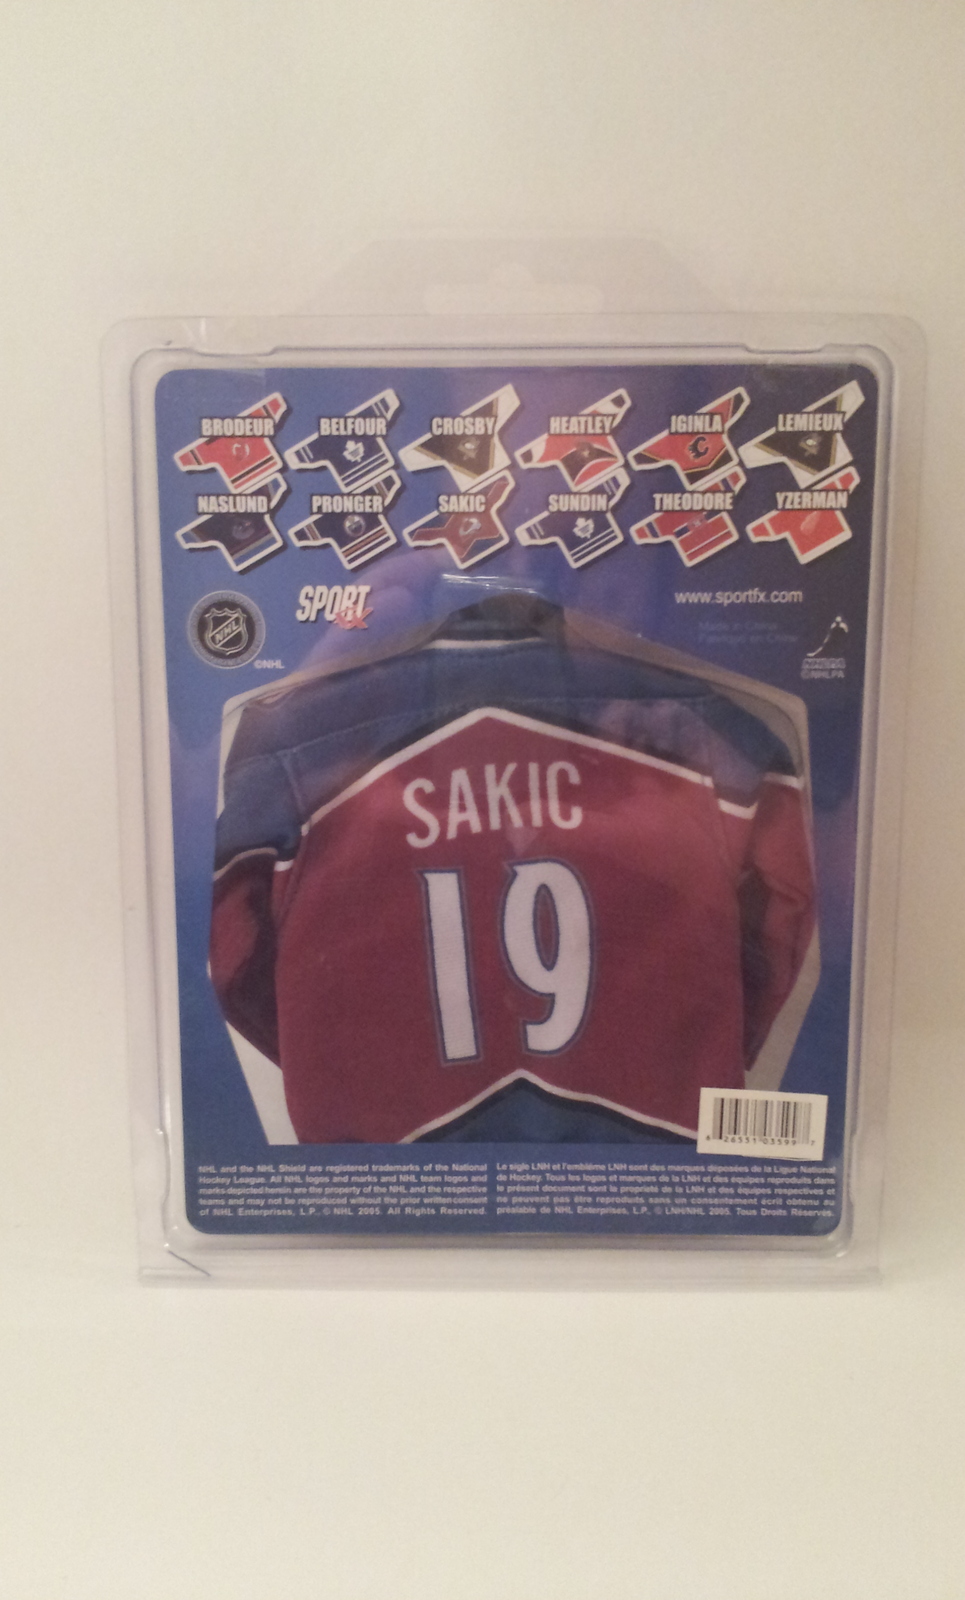 BRODEUR BELFOUR CROSBY HEATLEY IGINLA LEMIEUX
NASLUND PRONGER SAKIC SUNDIN THEODORE YZERMAN
NHL
©NHL
SPORT FX
www.sportfx.com
Made in China
Fabriqué en Chine
NHLPA
©NHLPA
SAKIC
19
NHL and the NHL Shield are registered trademarks of the National
Hockey League. All NHL logos and marks and NHL team logos and
marks depicted herein are the property of the NHL and the respective
teams and may not be reproduced without the prior written consent
of NHL Enterprises, L.P. © NHL 2005. All Rights Reserved.
Le sigle LNH et l'emblème LNH sont des marques déposées de la Ligue National
de Hockey. Tous les logos et marques de la LNH et des équipes reproduits dans
le présent document sont la propriété de la LNH et des équipes respectives et
ne peuvent pas être reproduits sans un consentement écrit obtenu au
préalable de NHL Enterprises, L.P. © LNH/NHL 2005. Tous Droits Réservés.